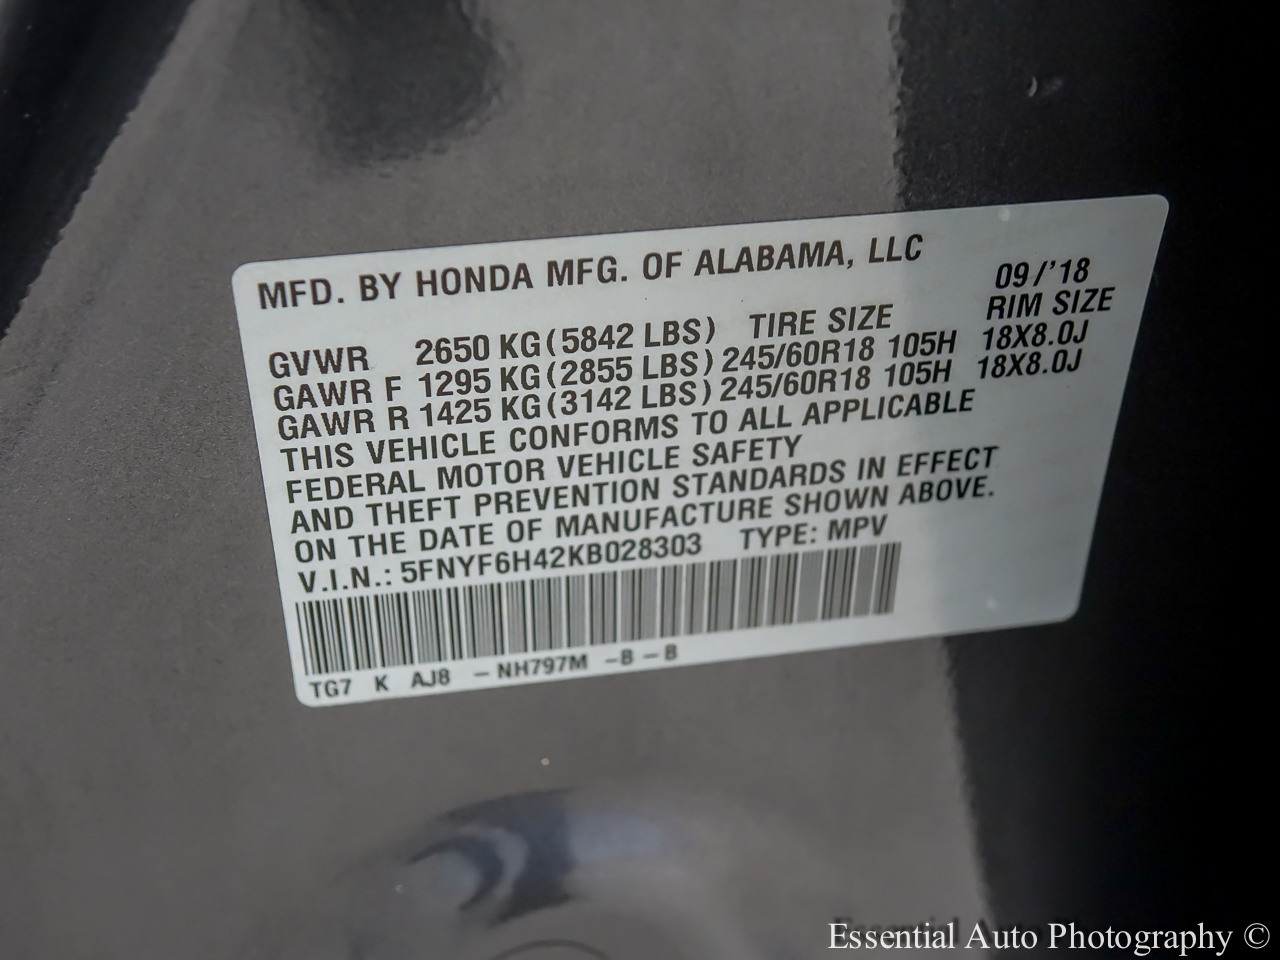 MFD. BY HONDA MFG. OF ALABAMA, LLC
09/'18
GVWR 2650 KG (5842 LBS) TIRE SIZE RIM SIZE
GAWR F 1295 KG (2855 LBS) 245/60R18 105H 18X8.0J
GAWR R 1425 KG (3142 LBS) 245/60R18 105H 18X8.0J
THIS VEHICLE CONFORMS TO ALL APPLICABLE
FEDERAL MOTOR VEHICLE SAFETY
AND THEFT PREVENTION STANDARDS IN EFFECT
ON THE DATE OF MANUFACTURE SHOWN ABOVE.
V.I.N.: 5FNYF6H42KB028303 TYPE: MPV
TG7 K AJ8 - NH797M - B - B
Essential Auto Photography ©